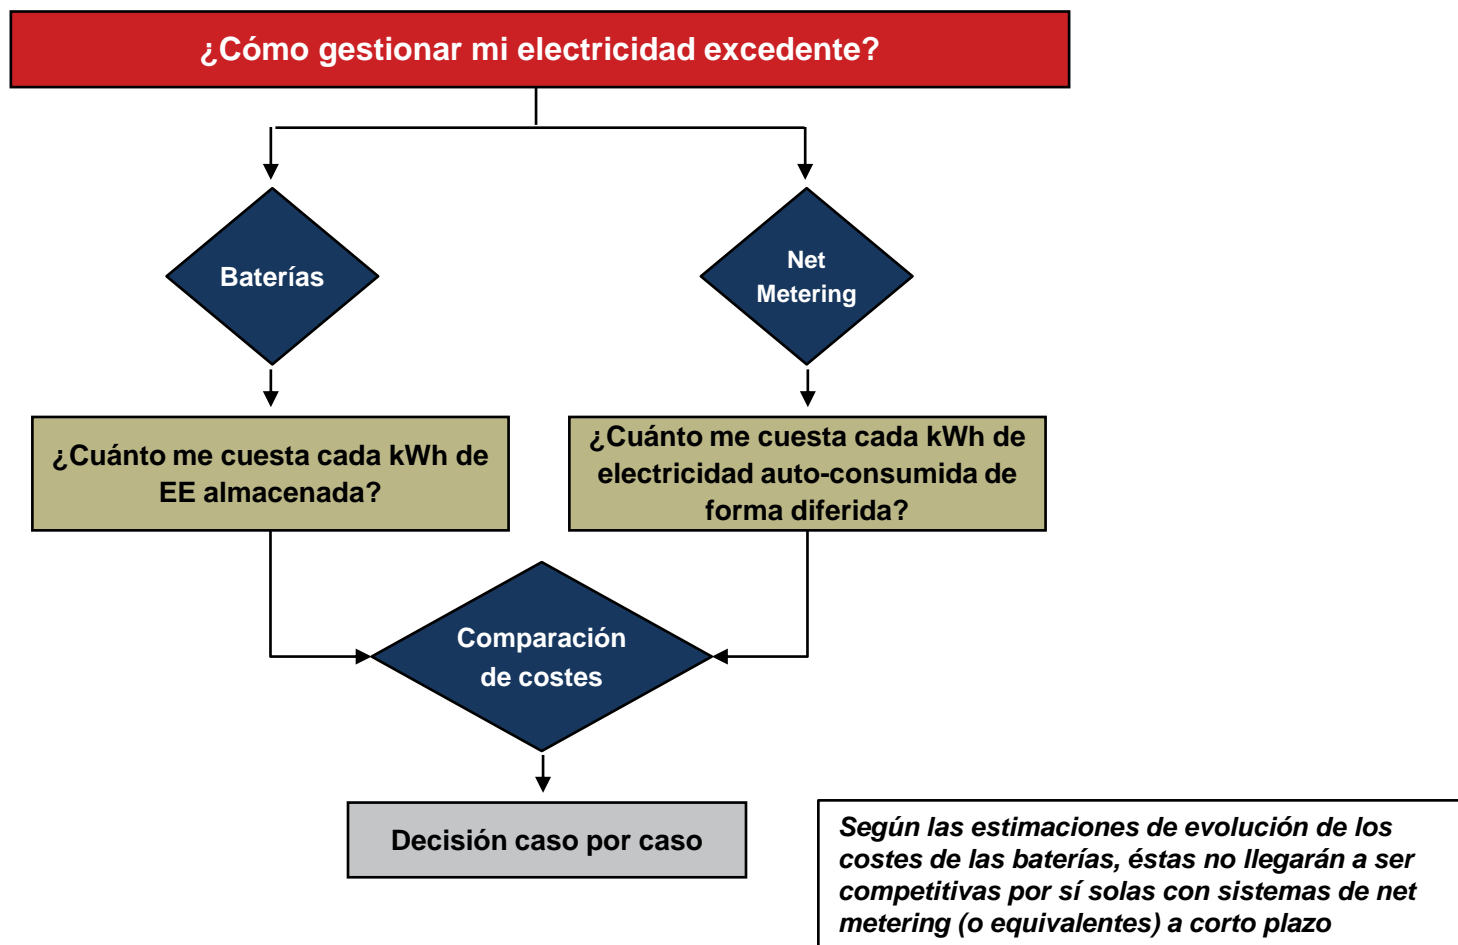 ¿Cómo gestionar mi electricidad excedente?
Baterías
Net
Metering
¿Cuánto me cuesta cada kWh de
EE almacenada?
¿Cuánto me cuesta cada kWh de
electricidad auto-consumida de
forma diferida?
Comparación
de costes
Decisión caso por caso
Según las estimaciones de evolución de los
costes de las baterías, éstas no llegarán a ser
competitivas por sí solas con sistemas de net
metering (o equivalentes) a corto plazo